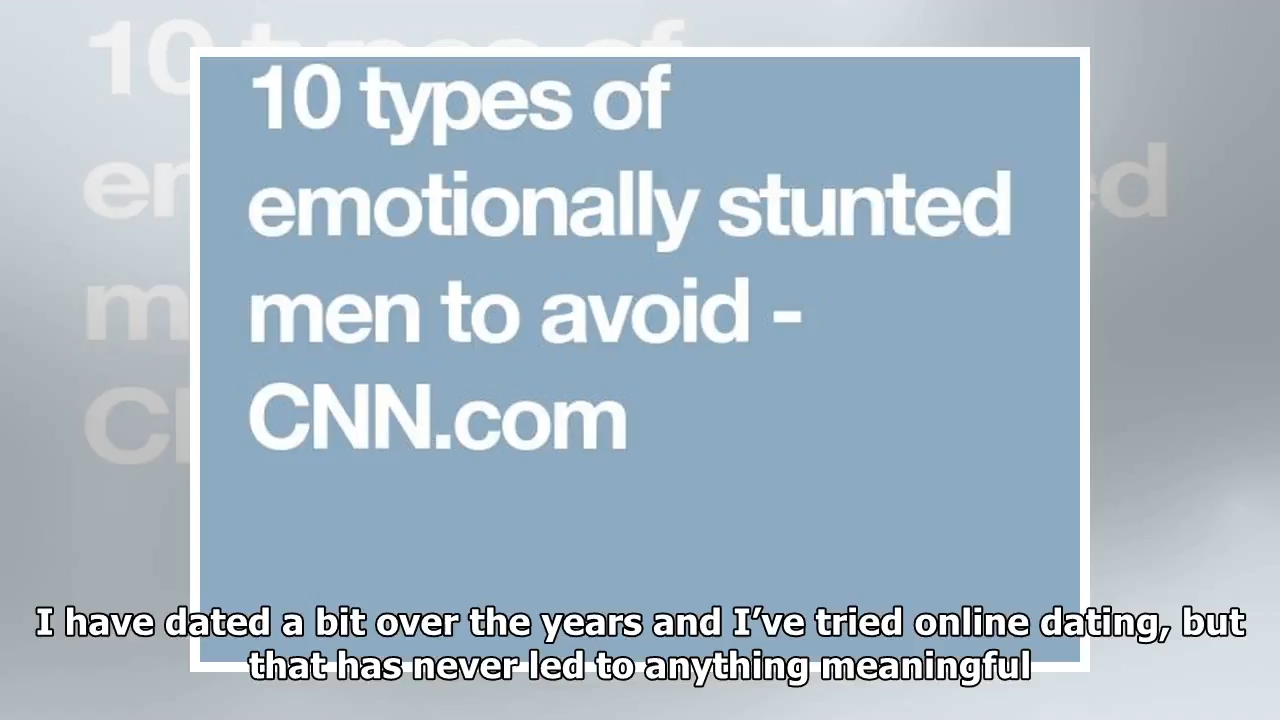 10 types of
emotionally stunted
men to avoid -
CNN.com
I have dated a bit over the years and I’ve tried online dating, but
that has never led to anything meaningful